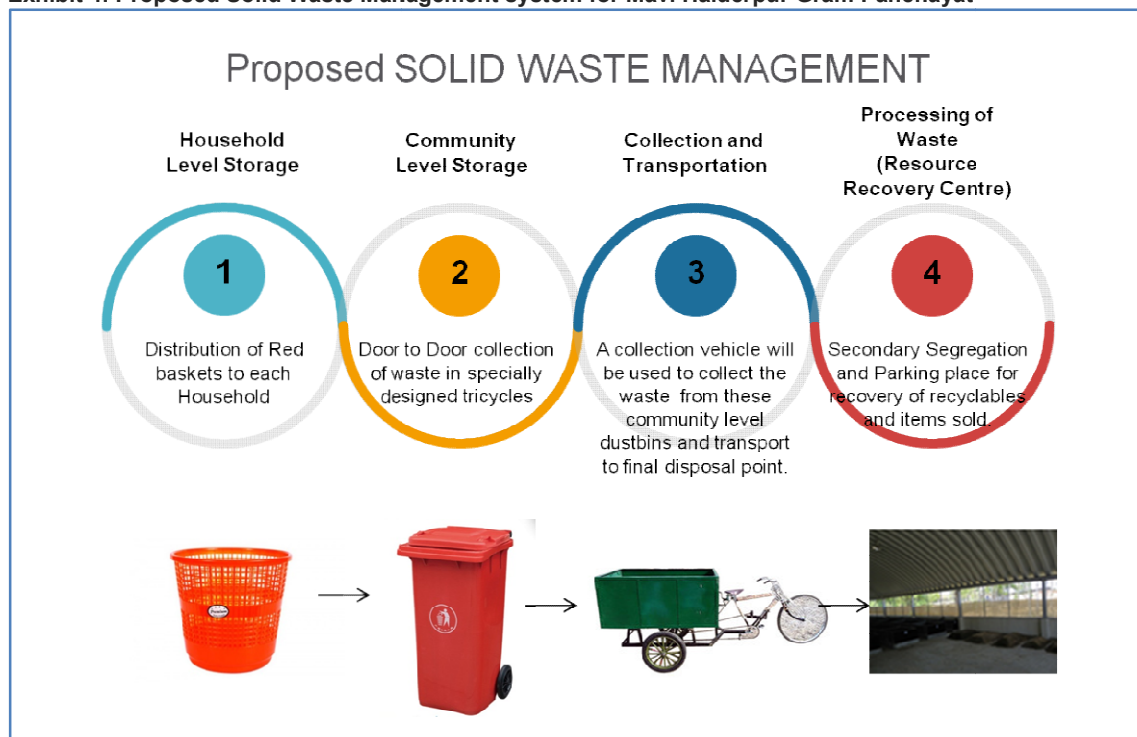 Proposed SOLID WASTE MANAGEMENT
Household
Level Storage
Community
Level Storage
Collection and
Transportation
Processing of
Waste
(Resource
Recovery Centre)
1
2
3
4
Distribution of Red
baskets to each
Household
Door to Door collection
of waste in specially
designed tricycles
A collection vehicle will
be used to collect the
waste from these
community level
dustbins and transport
to final disposal point.
Secondary Segregation
and Parking place for
recovery of recyclables
and items sold.